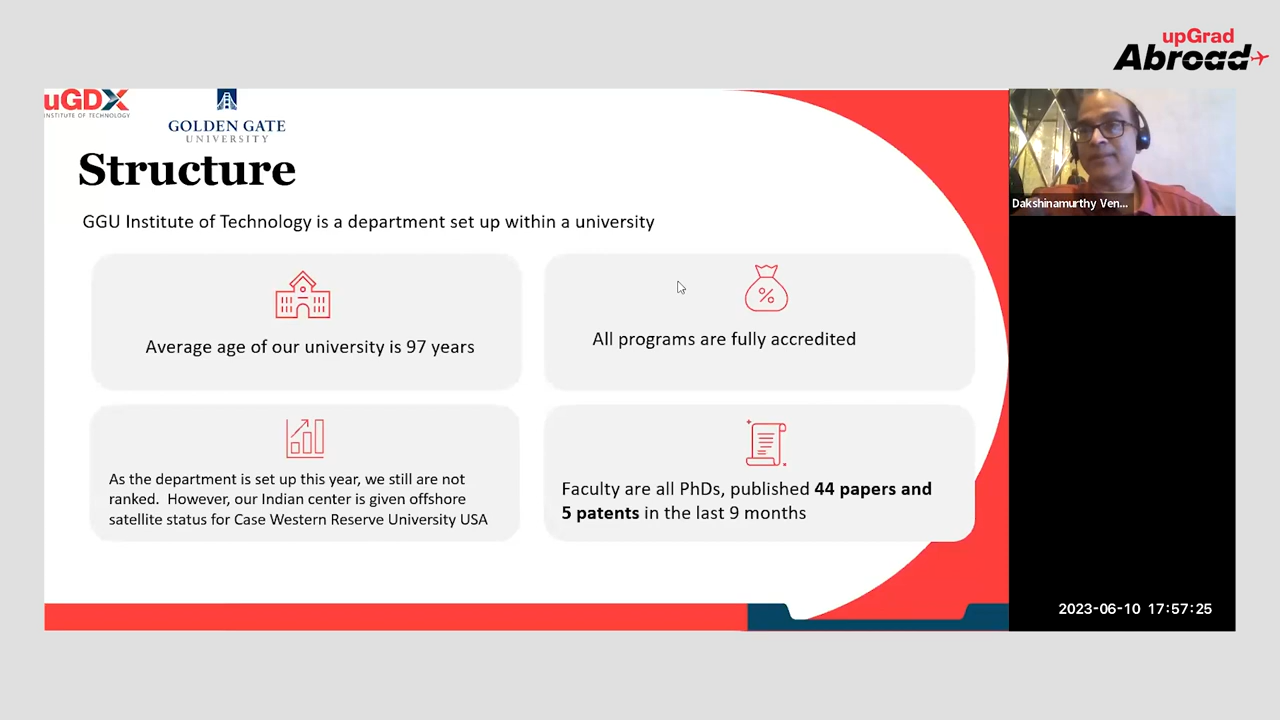 upGrad
Abroad
uGDX
INSTITUTE OF TECHNOLOGY
GOLDEN GATE
UNIVERSITY
Structure
GGU Institute of Technology is a department set up within a university
Average age of our university is 97 years
%
All programs are fully accredited
As the department is set up this year, we still are not
ranked. However, our Indian center is given offshore
satellite status for Case Western Reserve University USA
Faculty are all PhDs, published 44 papers and
5 patents in the last 9 months
Dakshinamurthy Ven...
2023-06-10 17:57:25